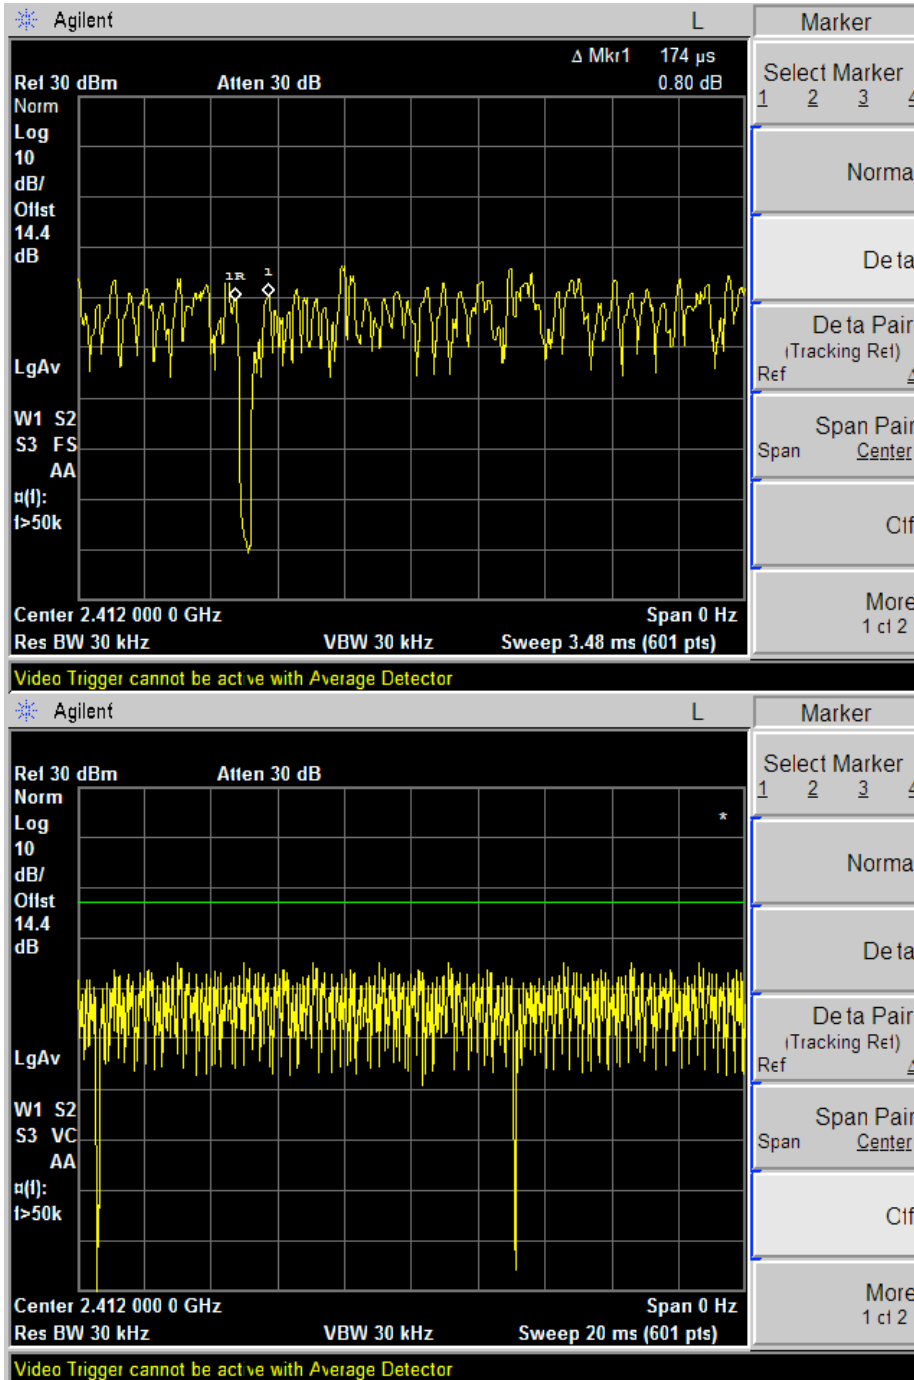 Agilent L Marker
Δ Mkr1 174 µs
Ref 30 dBm Atten 30 dB 0.80 dB
Norm
Log
10
dB/
Offst
14.4
dB
1R 1
LgAv
W1 S2
S3 FS
AA
¤(f):
f>50k
Center 2.412 000 0 GHz Span 0 Hz
Res BW 30 kHz VBW 30 kHz Sweep 3.48 ms (601 pts)
Video Trigger cannot be active with Average Detector
Select Marker
1 2 3 4
Norma
De ta
De ta Pair
(Tracking Ref)
Ref Δ
Span Pair
Span Center
Off
More
1 of 2
Agilent L Marker
Ref 30 dBm Atten 30 dB
Norm
Log
10
dB/
Offst
14.4
dB
*
LgAv
W1 S2
S3 VC
AA
¤(f):
f>50k
Center 2.412 000 0 GHz Span 0 Hz
Res BW 30 kHz VBW 30 kHz Sweep 20 ms (601 pts)
Video Trigger cannot be active with Average Detector
Select Marker
1 2 3 4
Norma
De ta
De ta Pair
(Tracking Ref)
Ref Δ
Span Pair
Span Center
Off
More
1 of 2